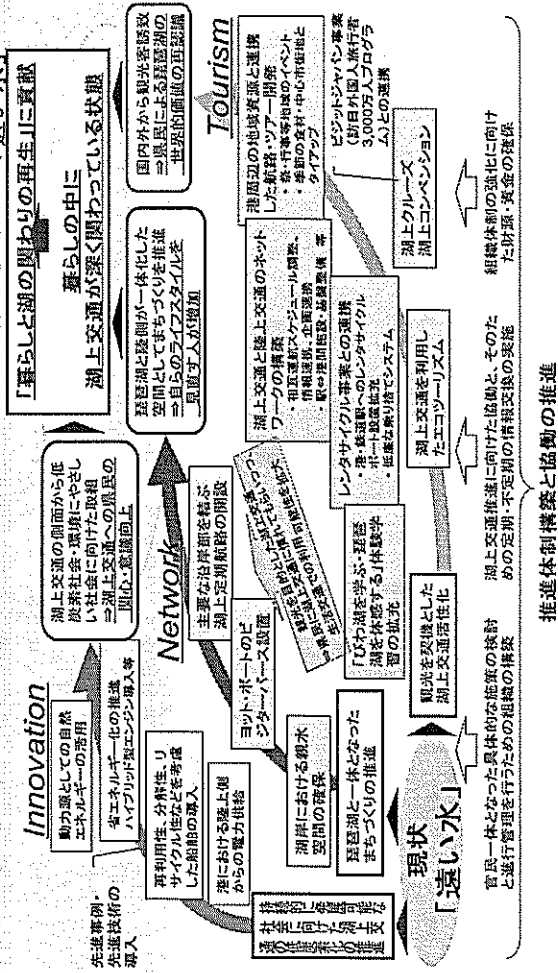 「暮らしと湖の関わりの再生」に貢献
暮らしの中に
湖上交通が深く関わっている状態
Innovation
動力源としての自然
エネルギーの活用
省エネルギー化の推進
ハイブリッド型エンジン導入等
先進事例・
先進技術の
導入
再利用性、分解性、リ
サイクル性などを考慮
した船舶の導入
港における陸上側
からの電力供給
湖上交通の側面から低
炭素社会・環境にやさし
い社会に向けた取組
⇒湖上交通への県民の
関心・意識向上
琵琶湖と陸側が一体化した
空間としてまちづくりを推進
⇒自らのライフスタイルを
見直す人が増加
国内外から観光客誘致
⇒県民による琵琶湖の
世界的価値の再認識
Network
主要な沿岸部を結ぶ
湖上定期航路の開設
ヨット・ボートのビ
ジターバース設置
湖岸における親水
空間の確保
琵琶湖と一体となった
まちづくりの推進
湖上交通と陸上交通のネット
ワークの構築
・相互運航スケジュール調整、
情報連携、企画連携
・駅⇔港間施設・基盤整備 等
レンタサイクル事業との連携
・港・鉄道駅へのレンタサイクル
ポート設置拡充
・低廉な乗り捨てシステム
「びわ湖を学ぶ・琵琶
湖を体感する」体験学
習の拡充
Tourism
港周辺の地域資源と連携
した航路・ツアー開発
・祭・行事等地域のイベント
・季節の食材・中心市街地と
タイアップ
ビジットジャパン事業
(訪日外国人旅行者
3,000万人プログラ
ム)との連携
湖上クルーズ
湖上コンベンション
湖上交通を利用し
たエコツーリズム
観光を契機とした
湖上交通活性化
現状
「遠い水」
官民一体となった具体的な施策の検討
と進行管理を行うための組織の構築
湖上交通推進に向けた協働と、そのた
めの定期・不定期の情報交換の実施
組織体制の強化に向け
た財源・資金の確保
推進体制構築と協働の推進